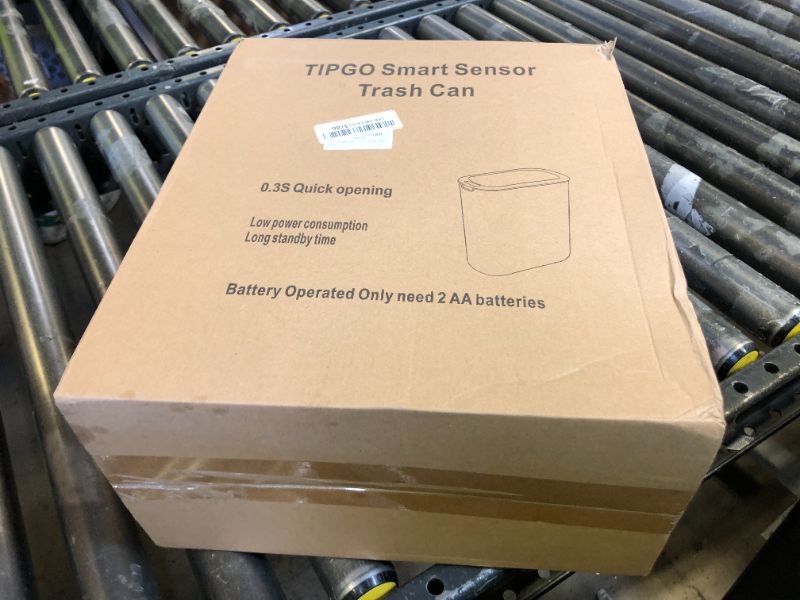 TIPGO Smart Sensor
Trash Can
0.3S Quick opening
Low power consumption
Long standby time
Battery Operated Only need 2 AA batteries